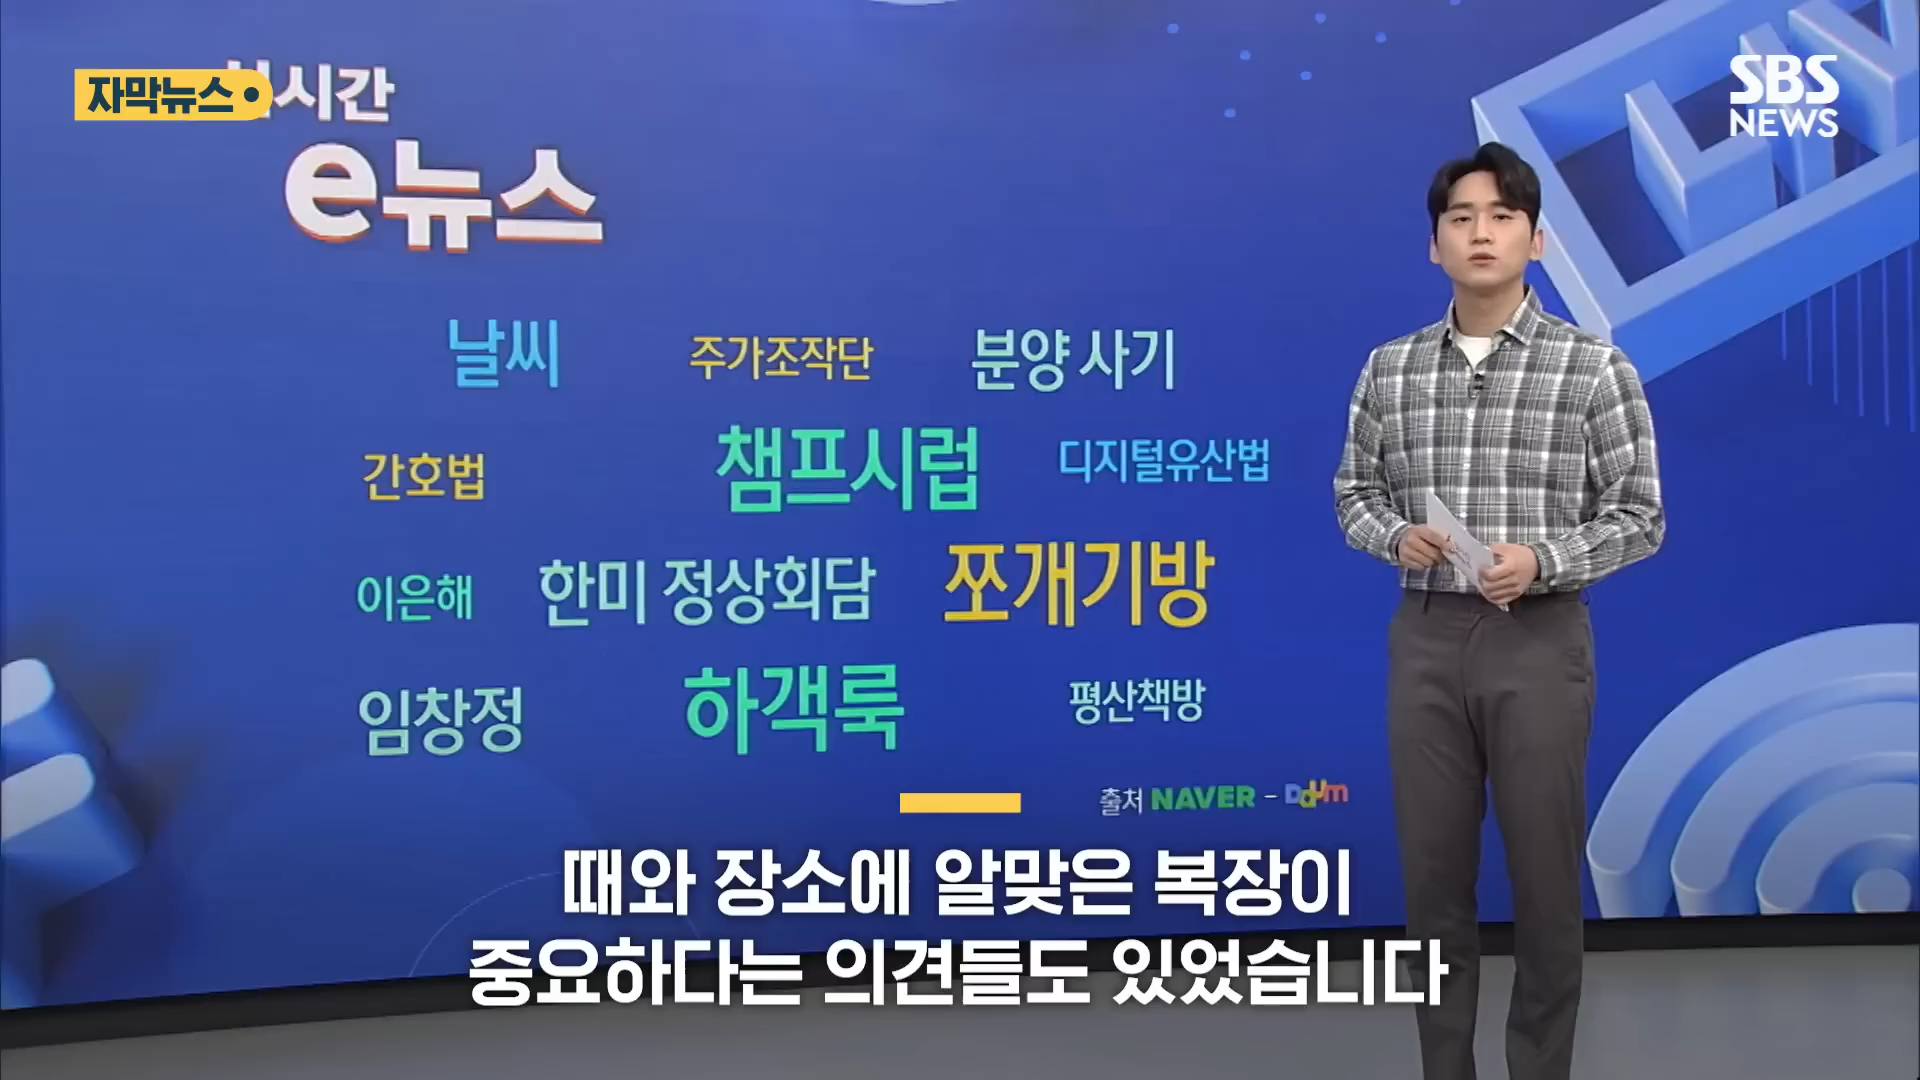 자막뉴스
시간
e뉴스
SBS
NEWS
LIV
날씨
주가조작단
분양 사기
간호법
챔프시럽
디지털유산법
이은해
한미 정상회담
쪼개기방
임창정
하객룩
평산책방
출처 NAVER - Daum
때와 장소에 알맞은 복장이
중요하다는 의견들도 있었습니다